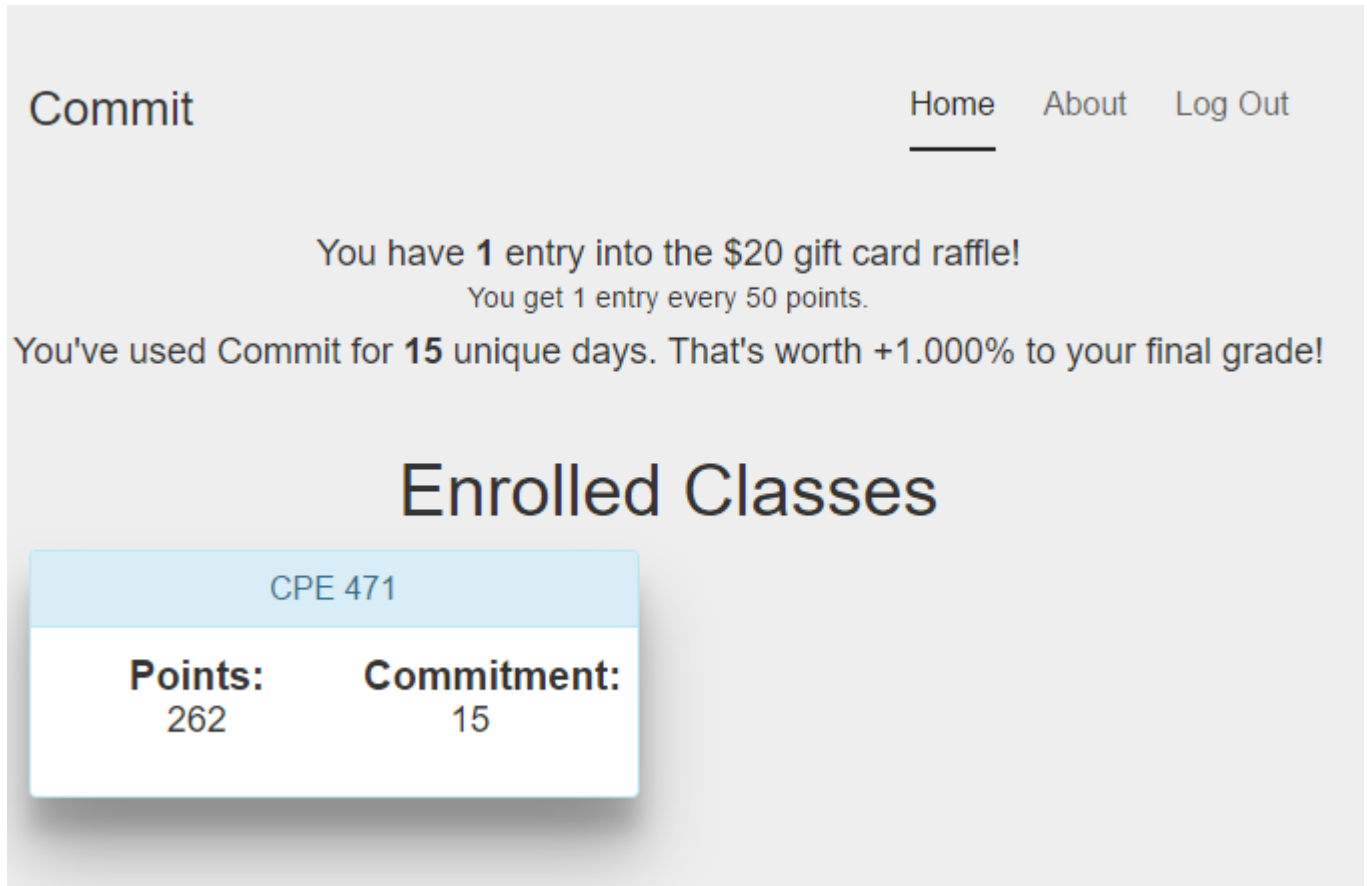 Commit
Home About Log Out
You have 1 entry into the $20 gift card raffle!
You get 1 entry every 50 points.
You've used Commit for 15 unique days. That's worth +1.000% to your final grade!
Enrolled Classes
CPE 471
Points: Commitment:
262 15